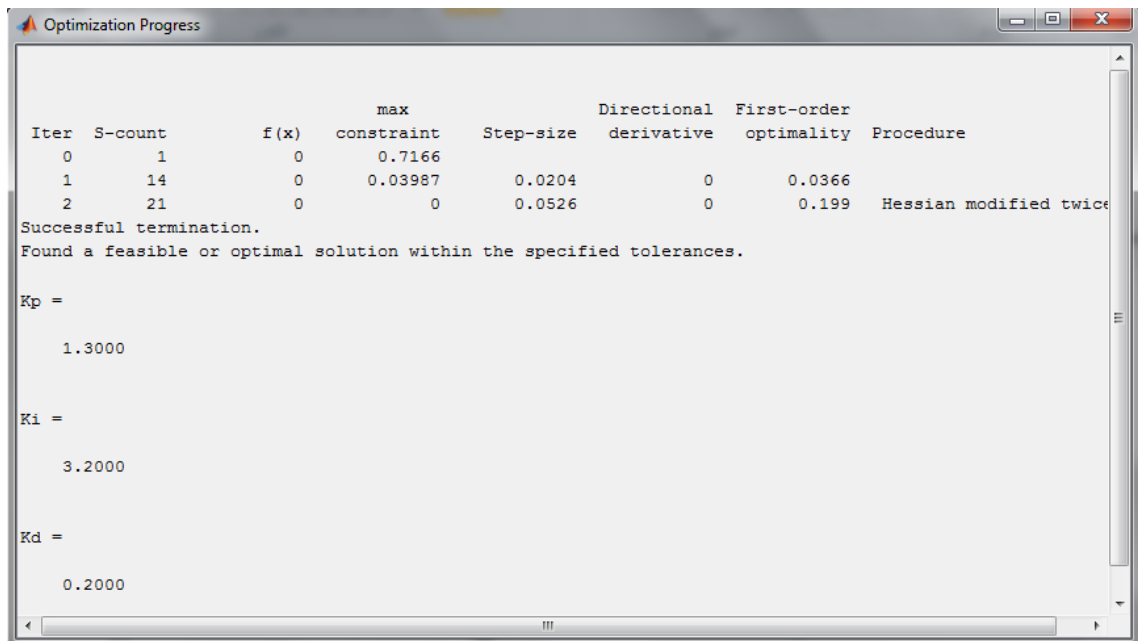 Optimization Progress
max Directional First-order
Iter S-count f(x) constraint Step-size derivative optimality Procedure
0 1 0 0.7166
1 14 0 0.03987 0.0204 0 0.0366
2 21 0 0 0.0526 0 0.199 Hessian modified twice
Successful termination.
Found a feasible or optimal solution within the specified tolerances.
Kp =
1.3000
Ki =
3.2000
Kd =
0.2000